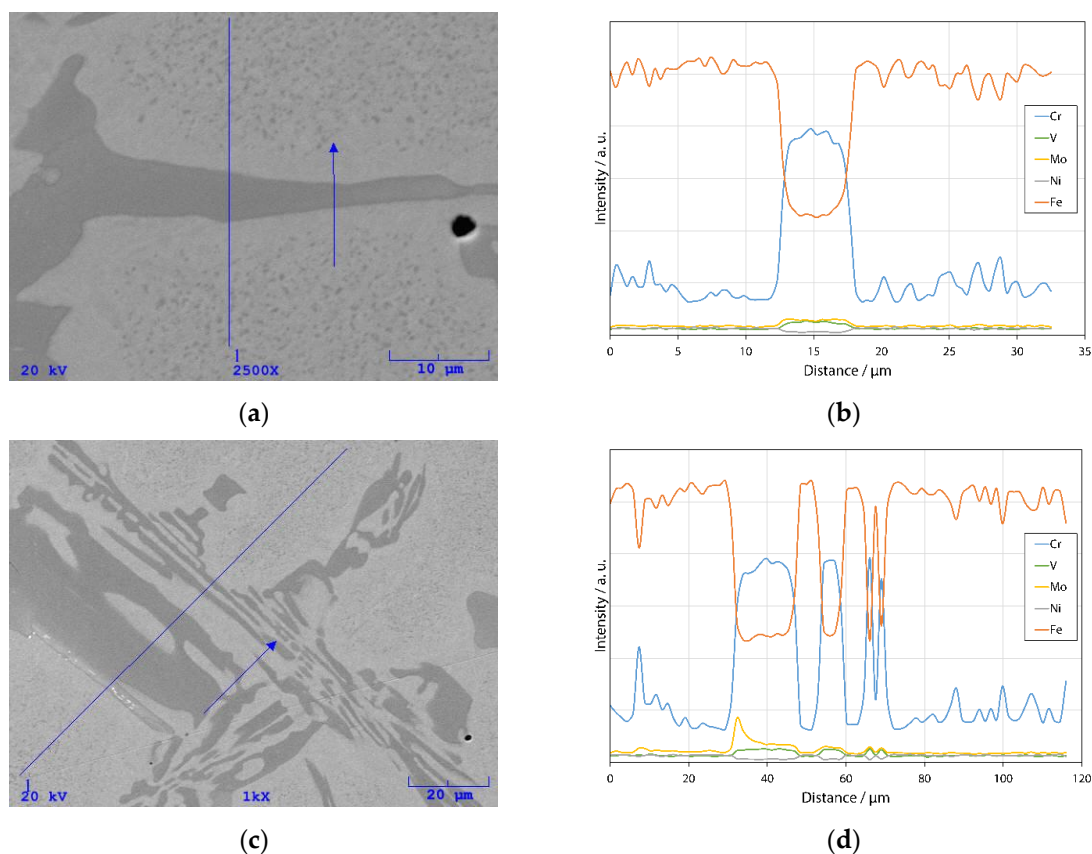 20 kV
1
2500X
10 µm
(a)
Intensity / a. u.
Cr
V
Mo
Ni
Fe
0 5 10 15 20 25 30 35
Distance / µm
(b)
20 kV
1kX
20 µm
(c)
Intensity / a. u.
Cr
V
Mo
Ni
Fe
0 20 40 60 80 100 120
Distance / µm
(d)